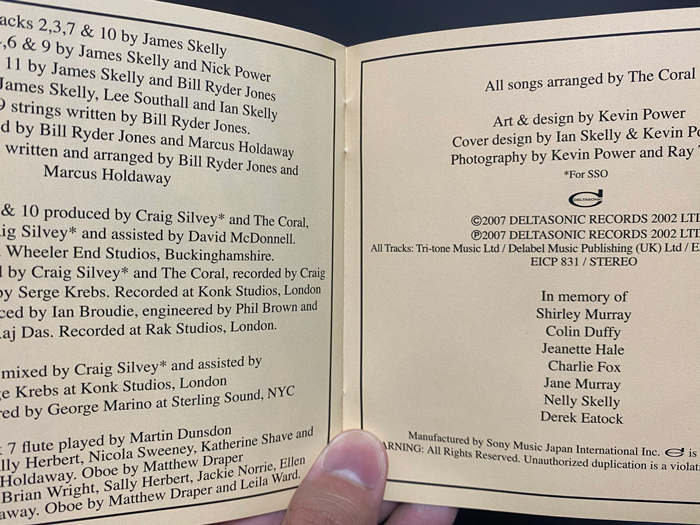 acks 2,3,7 & 10 by James Skelly
,6 & 9 by James Skelly and Nick Power
11 by James Skelly and Bill Ryder Jones
James Skelly, Lee Southall and Ian Skelly
9 strings written by Bill Ryder Jones.
d by Bill Ryder Jones and Marcus Holdaway
written and arranged by Bill Ryder Jones and
Marcus Holdaway
& 10 produced by Craig Silvey* and The Coral,
ig Silvey* and assisted by David McDonnell.
Wheeler End Studios, Buckinghamshire.
l by Craig Silvey* and The Coral, recorded by Craig
by Serge Krebs. Recorded at Konk Studios, London
ced by Ian Broudie, engineered by Phil Brown and
Raj Das. Recorded at Rak Studios, London.
mixed by Craig Silvey* and assisted by
ge Krebs at Konk Studios, London
red by George Marino at Sterling Sound, NYC
7 flute played by Martin Dunsdon
lly Herbert, Nicola Sweeney, Katherine Shave and
Holdaway. Oboe by Matthew Draper
Brian Wright, Sally Herbert, Jackie Norrie, Ellen
away. Oboe by Matthew Draper and Leila Ward.
All songs arranged by The Coral
Art & design by Kevin Power
Cover design by Ian Skelly & Kevin Po
Photography by Kevin Power and Ray
*For SSO
DELTASONIC
©2007 DELTASONIC RECORDS 2002 LTD
℗2007 DELTASONIC RECORDS 2002 LTD
All Tracks: Tri-tone Music Ltd / Delabel Music Publishing (UK) Ltd / E
EICP 831 / STEREO
In memory of
Shirley Murray
Colin Duffy
Jeanette Hale
Charlie Fox
Jane Murray
Nelly Skelly
Derek Eatock
Manufactured by Sony Music Japan International Inc. is
ARNING: All Rights Reserved. Unauthorized duplication is a violat